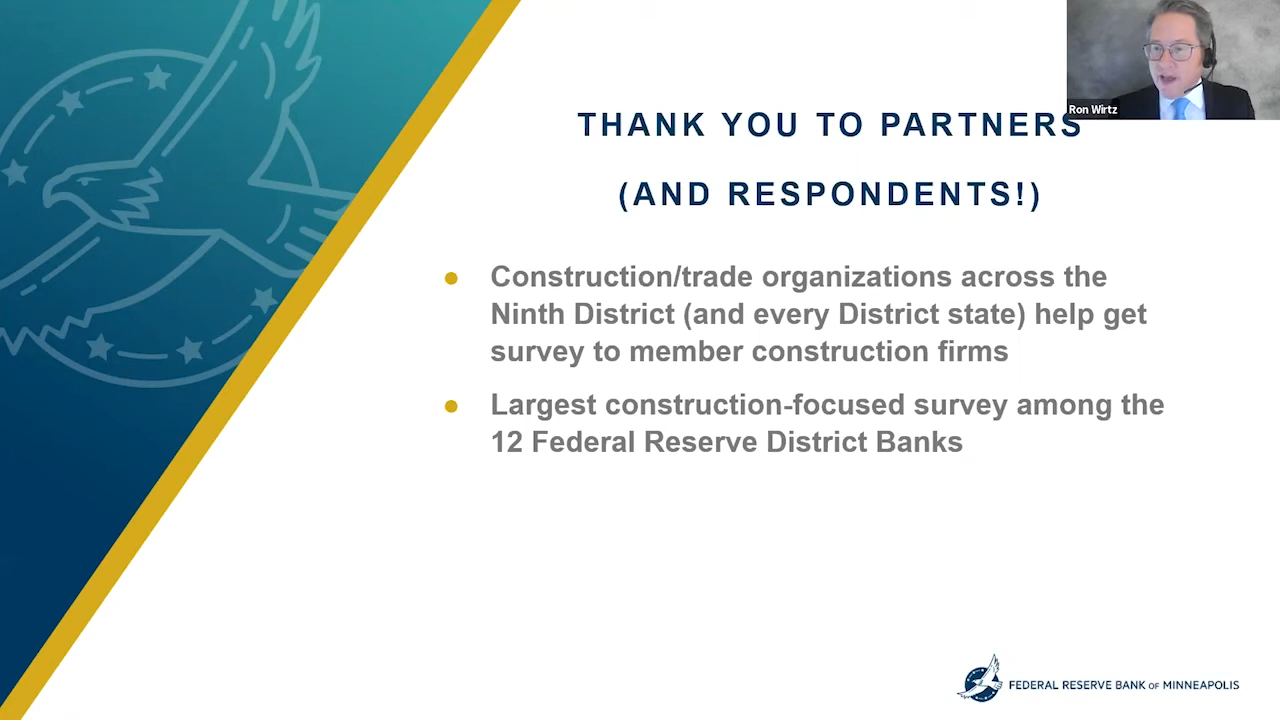 Ron Wirtz
THANK YOU TO PARTNERS
(AND RESPONDENTS!)
● Construction/trade organizations across the
Ninth District (and every District state) help get
survey to member construction firms
● Largest construction-focused survey among the
12 Federal Reserve District Banks
FEDERAL RESERVE BANK OF MINNEAPOLIS